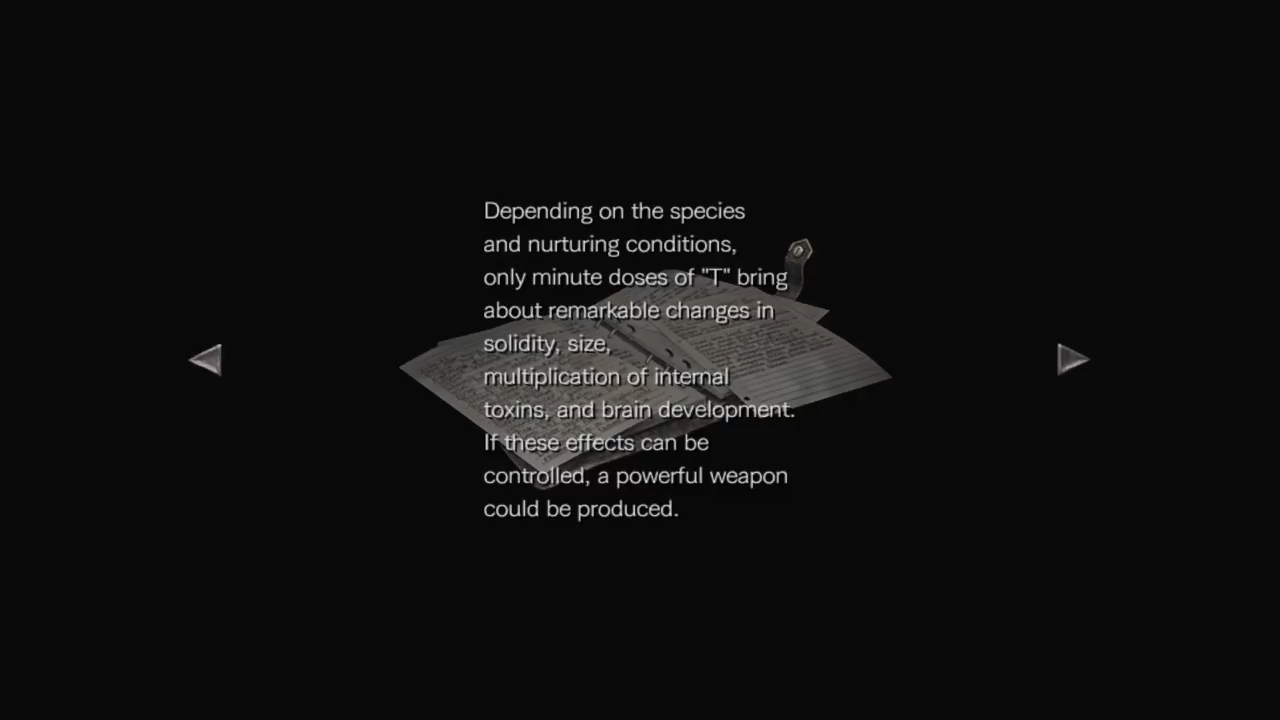 Depending on the species
and nurturing conditions,
only minute doses of "T" bring
about remarkable changes in
solidity, size,
multiplication of internal
toxins, and brain development.
If these effects can be
controlled, a powerful weapon
could be produced.